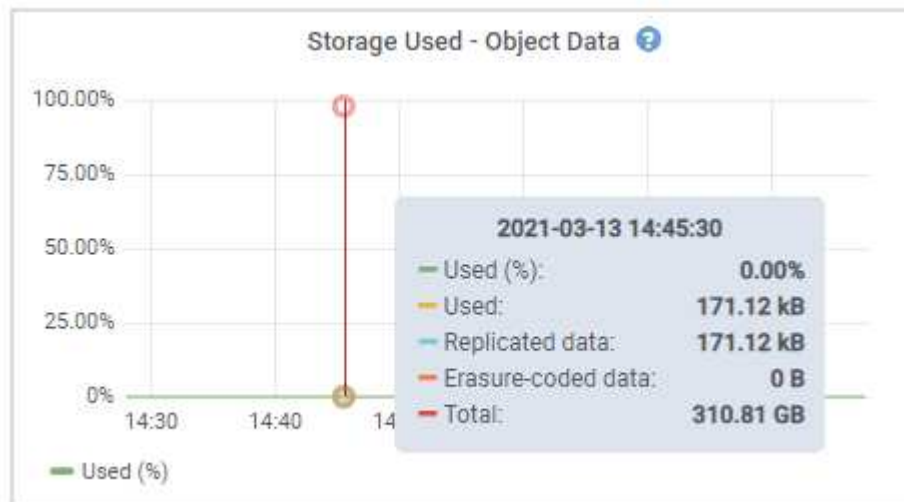 Storage Used - Object Data ?
100.00%
75.00%
50.00%
25.00%
0%
14:30 14:40
2021-03-13 14:45:30
Used (%): 0.00%
Used: 171.12 kB
Replicated data: 171.12 kB
Erasure-coded data: 0 B
Total: 310.81 GB
Used (%)